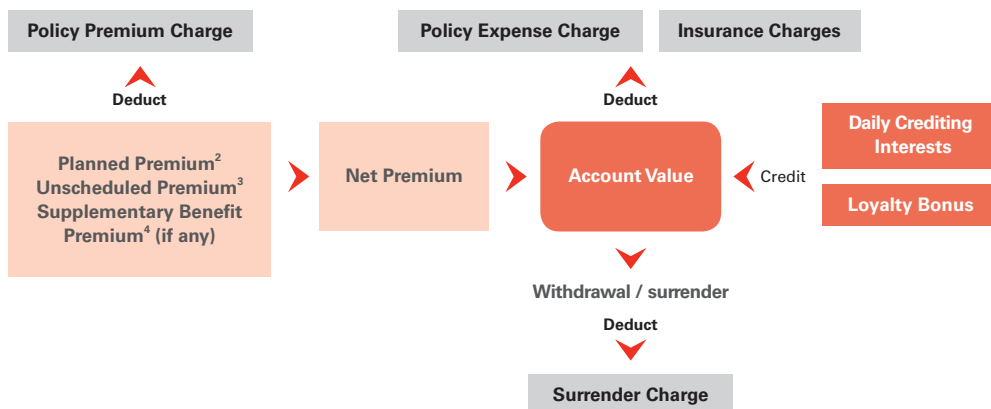 Policy Premium Charge
Policy Expense Charge
Insurance Charges
Deduct
Deduct
Planned Premium²
Unscheduled Premium³
Supplementary Benefit
Premium⁴ (if any)
Net Premium
Account Value
Credit
Daily Crediting
Interests
Loyalty Bonus
Withdrawal / surrender
Deduct
Surrender Charge